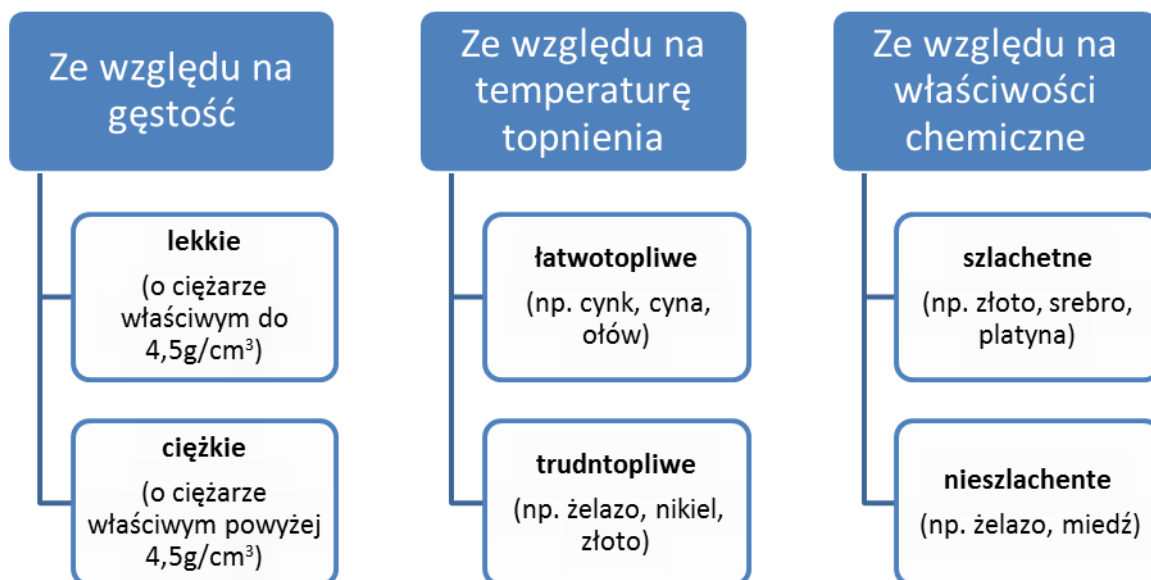 Ze względu na
gęstość
lekkie
(o ciężarze
właściwym do
4,5g/cm³)
ciężkie
(o ciężarze
właściwym powyżej
4,5g/cm³)
Ze względu na
temperaturę
topnienia
łatwotopliwe
(np. cynk, cyna,
ołów)
trudntopliwe
(np. żelazo, nikiel,
złoto)
Ze względu na
właściwości
chemiczne
szlachetne
(np. złoto, srebro,
platyna)
nieszlachente
(np. żelazo, miedź)